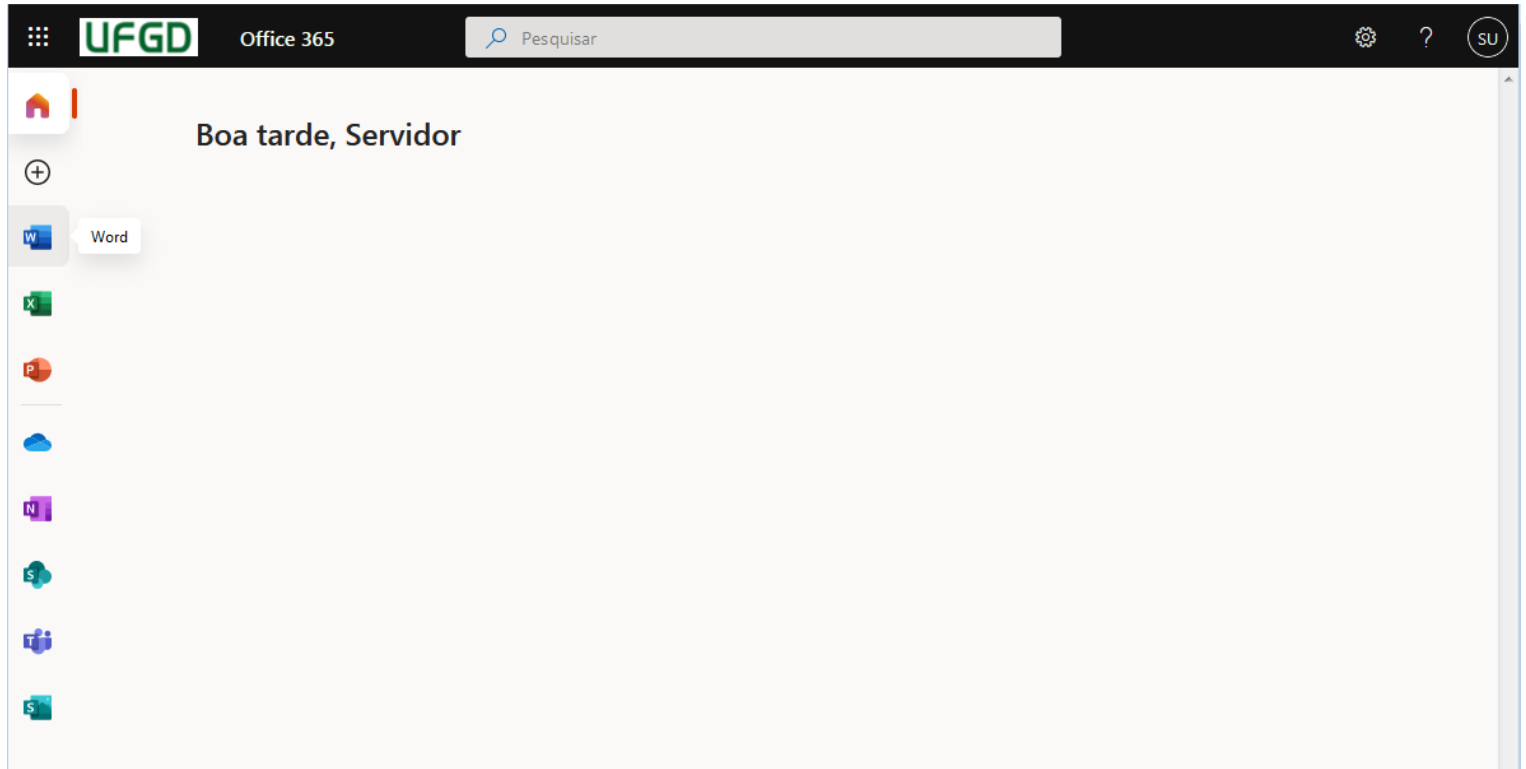 UFGD Office 365 Pesquisar ? SU
Boa tarde, Servidor
W Word
X
P
N
S
T
S